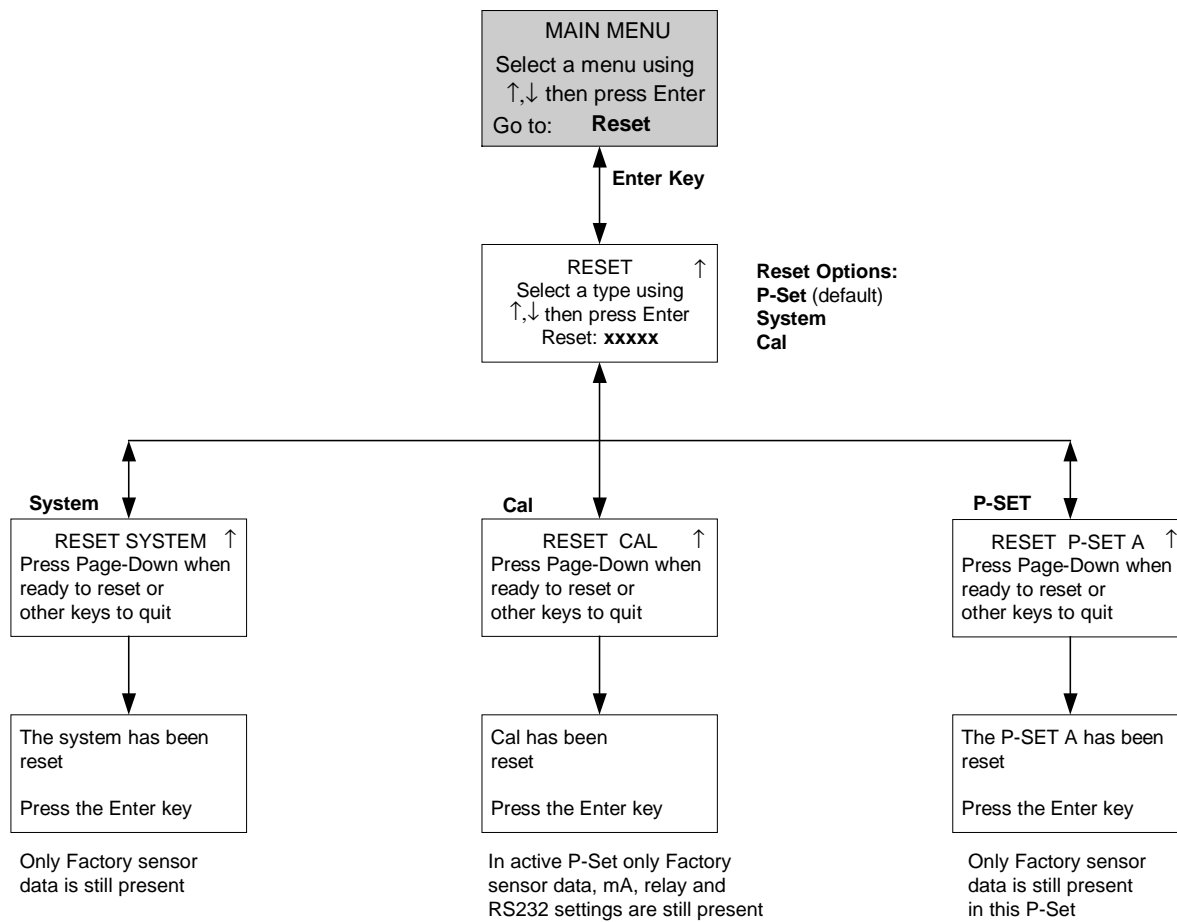 MAIN MENU
Select a menu using
↑,↓ then press Enter
Go to: Reset
Enter Key
RESET ↑
Select a type using
↑,↓ then press Enter
Reset: xxxxx
Reset Options:
P-Set (default)
System
Cal
System
RESET SYSTEM ↑
Press Page-Down when
ready to reset or
other keys to quit
The system has been
reset
Press the Enter key
Only Factory sensor
data is still present
Cal
RESET CAL ↑
Press Page-Down when
ready to reset or
other keys to quit
Cal has been
reset
Press the Enter key
In active P-Set only Factory
sensor data, mA, relay and
RS232 settings are still present
P-SET
RESET P-SET A ↑
Press Page-Down when
ready to reset or
other keys to quit
The P-SET A has been
reset
Press the Enter key
Only Factory sensor
data is still present
in this P-Set